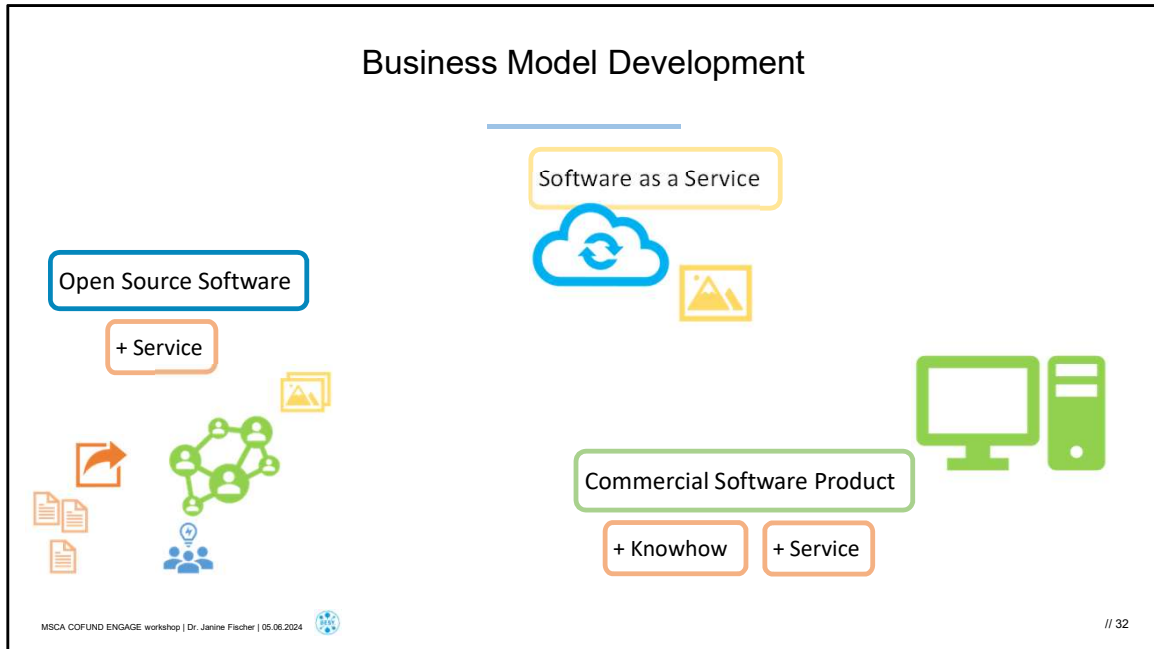 Business Model Development
Software as a Service
Open Source Software
+ Service
Commercial Software Product
+ Knowhow
+ Service
MSCA COFUND ENGAGE workshop | Dr. Janine Fischer | 05.06.2024
BESY
// 32